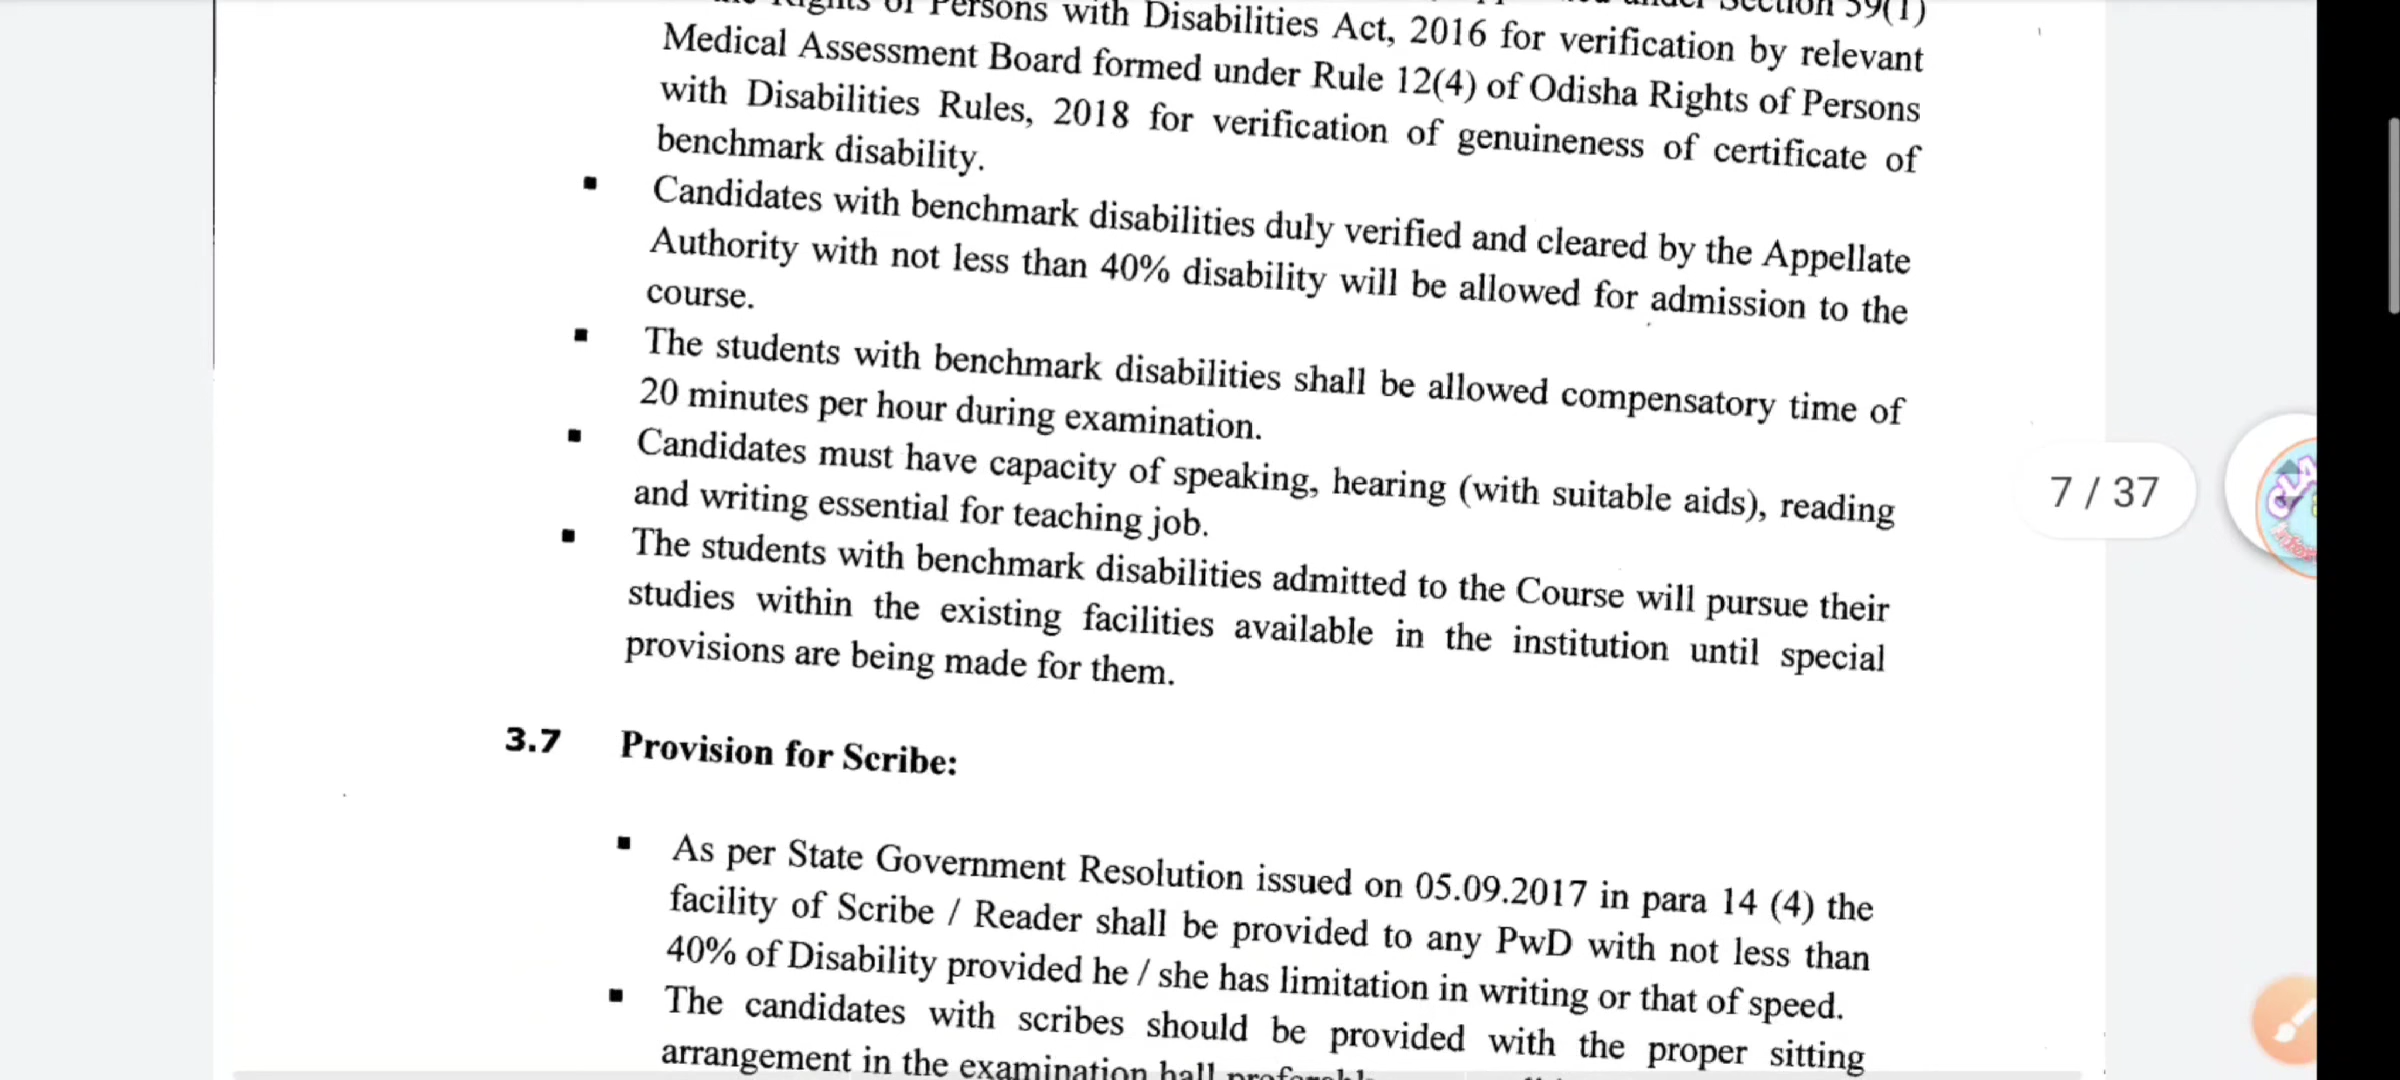 Rights of Persons with Disabilities Act, 2016 for verification by relevant
Medical Assessment Board formed under Rule 12(4) of Odisha Rights of Persons
with Disabilities Rules, 2018 for verification of genuineness of certificate of
benchmark disability.
▪ Candidates with benchmark disabilities duly verified and cleared by the Appellate
Authority with not less than 40% disability will be allowed for admission to the
course.
▪ The students with benchmark disabilities shall be allowed compensatory time of
20 minutes per hour during examination.
▪ Candidates must have capacity of speaking, hearing (with suitable aids), reading
and writing essential for teaching job.
▪ The students with benchmark disabilities admitted to the Course will pursue their
studies within the existing facilities available in the institution until special
provisions are being made for them.
7 / 37
3.7 Provision for Scribe:
▪ As per State Government Resolution issued on 05.09.2017 in para 14 (4) the
facility of Scribe / Reader shall be provided to any PwD with not less than
40% of Disability provided he / she has limitation in writing or that of speed.
▪ The candidates with scribes should be provided with the proper sitting
arrangement in the examination hall